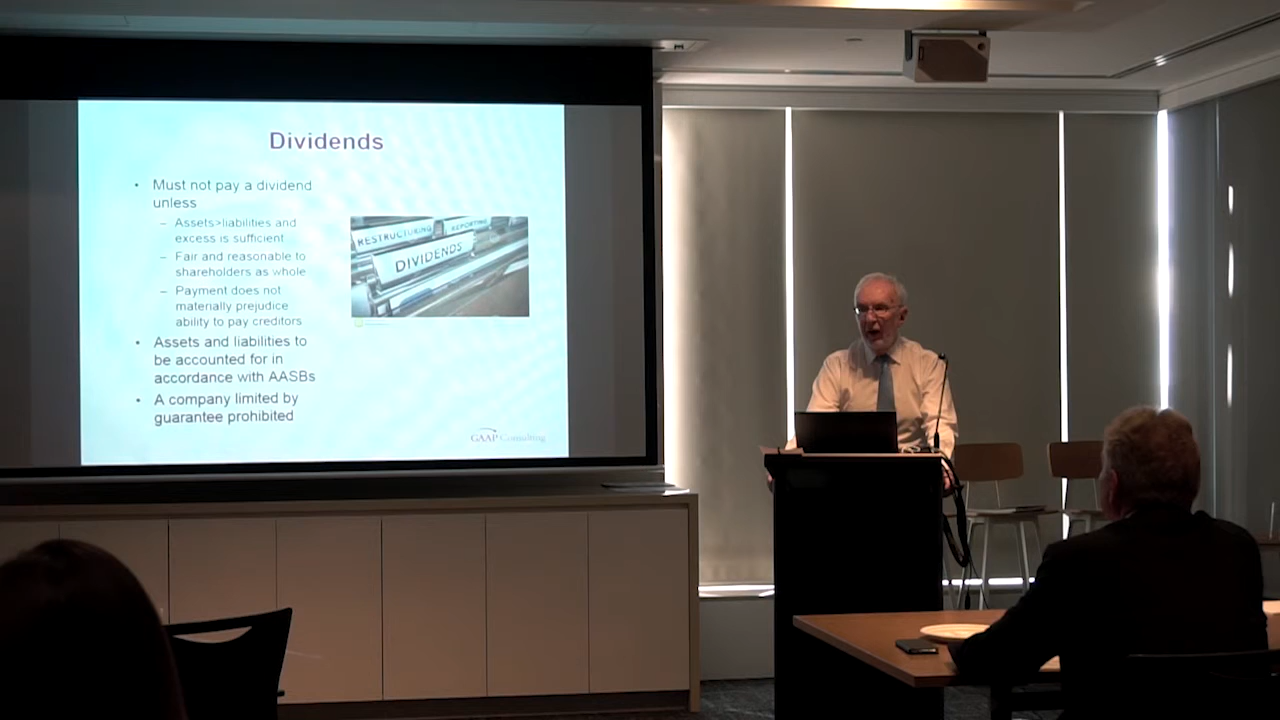 Dividends
• Must not pay a dividend
unless
– Assets>liabilities and
excess is sufficient
– Fair and reasonable to
shareholders as whole
– Payment does not
materially prejudice
ability to pay creditors
• Assets and liabilities to
be accounted for in
accordance with AASBs
• A company limited by
guarantee prohibited
RESTRUCTURING
REPORTING
DIVIDENDS
GAAP Consulting